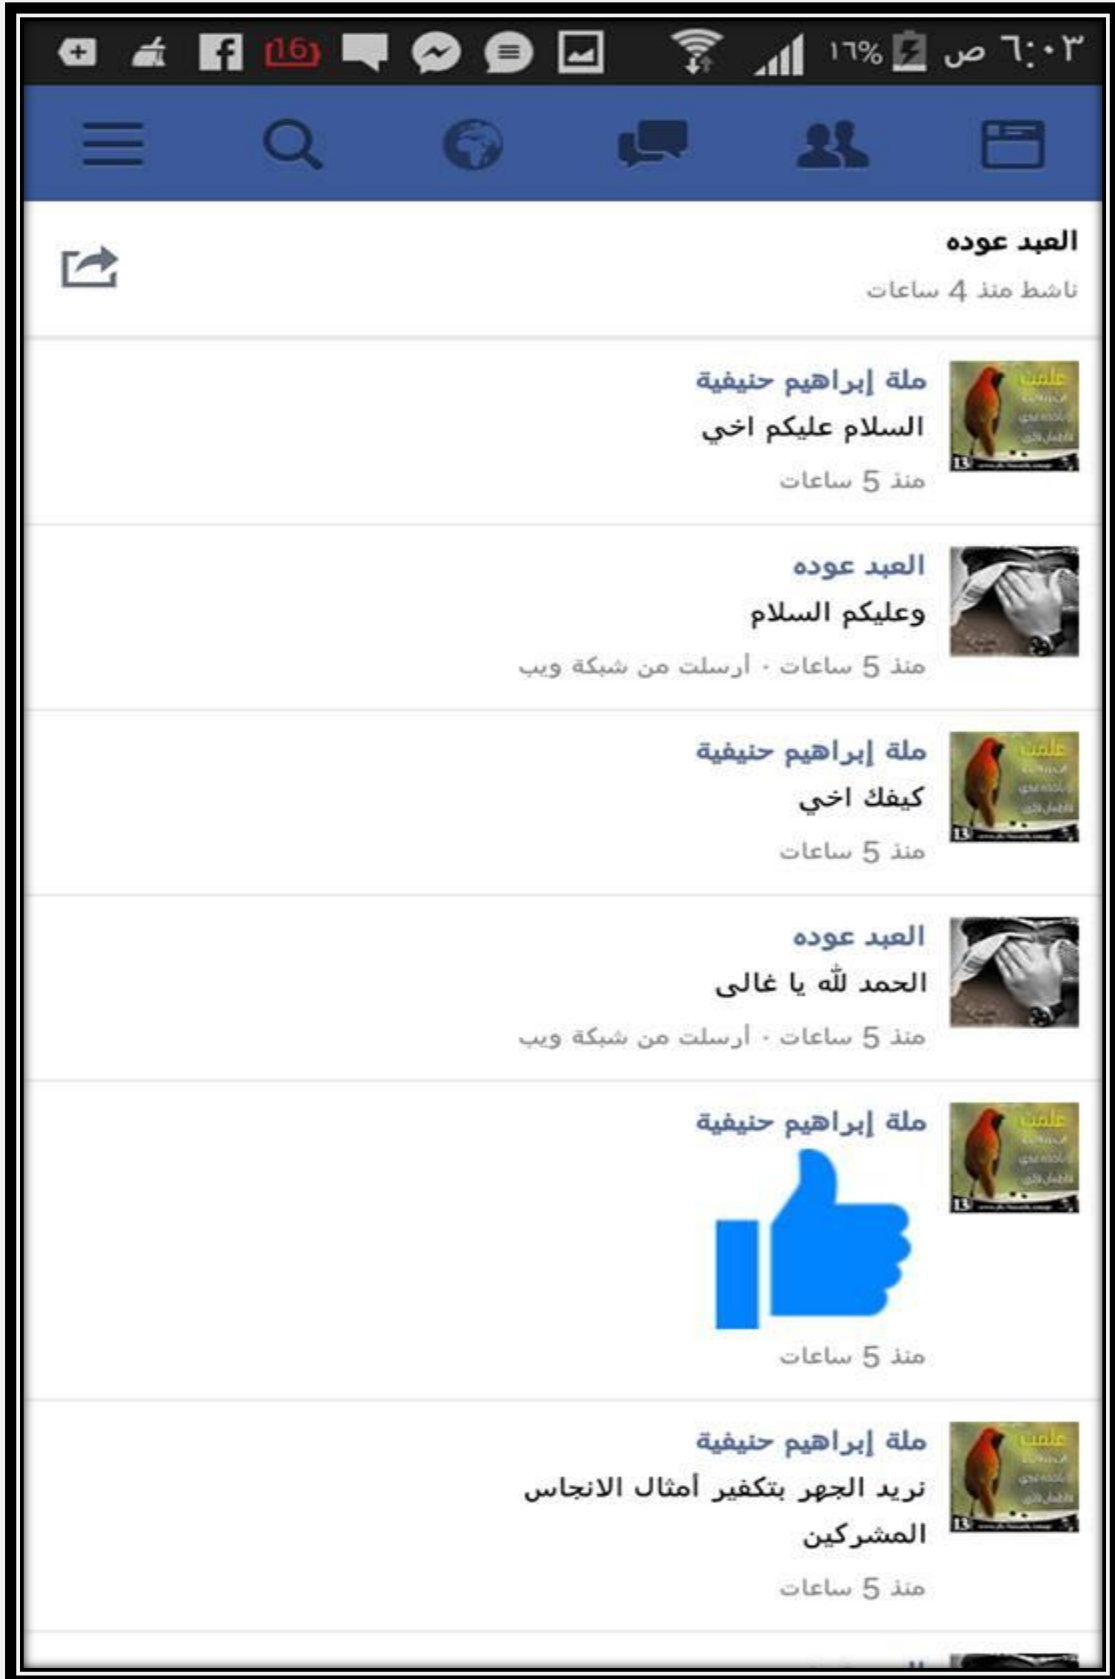 ٦:٠٣ ص ١٦% 16
العبد عوده
ناشط منذ 4 ساعات
ملة إبراهيم حنيفية
السلام عليكم اخي
منذ 5 ساعات
العبد عوده
وعليكم السلام
منذ 5 ساعات · أرسلت من شبكة ويب
ملة إبراهيم حنيفية
كيفك اخي
منذ 5 ساعات
العبد عوده
الحمد لله يا غالى
منذ 5 ساعات · أرسلت من شبكة ويب
ملة إبراهيم حنيفية
منذ 5 ساعات
ملة إبراهيم حنيفية
نريد الجهر بتكفير أمثال الانجاس
المشركين
منذ 5 ساعات